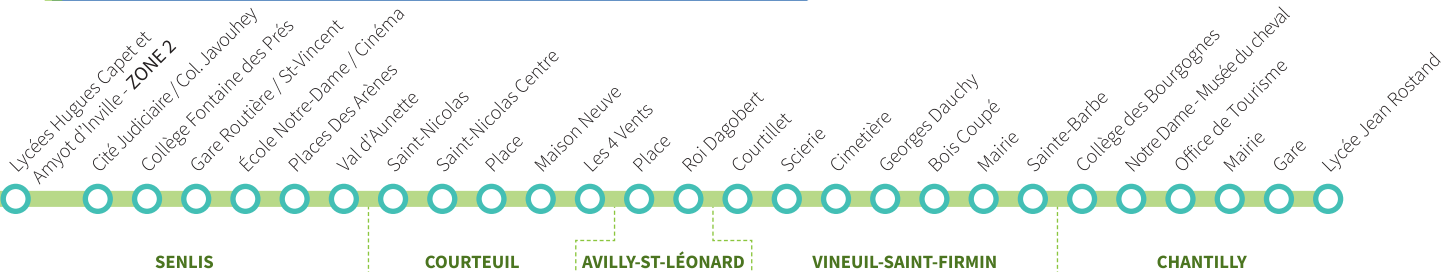 Lycées Hugues Capet et
Amyot d'Inville - ZONE 2
Cité Judiciaire / Col. Javouhey
Collège Fontaine des Prés
Gare Routière / St-Vincent
École Notre-Dame / Cinéma
Places Des Arènes
Val d'Aunette
Saint-Nicolas
Saint-Nicolas Centre
Place
Maison Neuve
Les 4 Vents
Place
Roi Dagobert
Courtillet
Scierie
Cimetière
Georges Dauchy
Bois Coupé
Mairie
Sainte-Barbe
Collège des Bourgognes
Notre Dame - Musée du cheval
Office de Tourisme
Mairie
Gare
Lycée Jean Rostand
SENLIS
COURTEUIL
AVILLY-ST-LÉONARD
VINEUIL-SAINT-FIRMIN
CHANTILLY